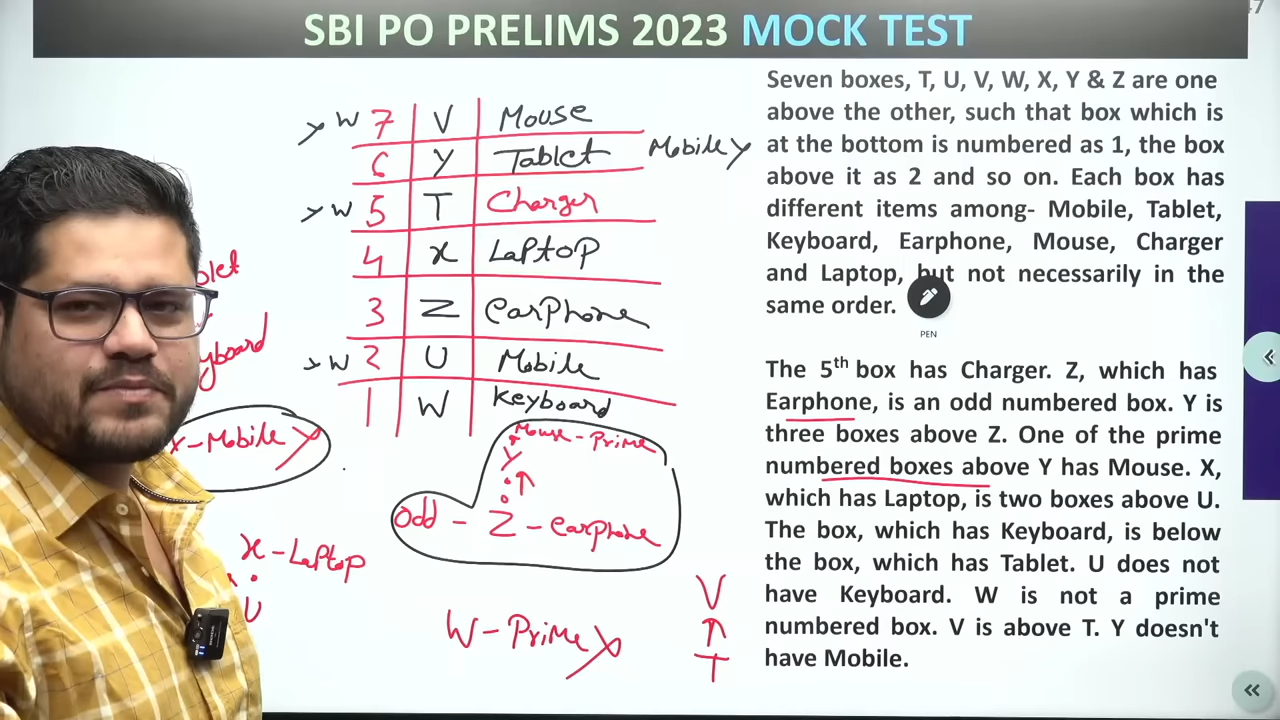 47
SBI PO PRELIMS 2023 MOCK TEST
Seven boxes, T, U, V, W, X, Y & Z are one
above the other, such that box which is
at the bottom is numbered as 1, the box
above it as 2 and so on. Each box has
different items among- Mobile, Tablet,
Keyboard, Earphone, Mouse, Charger
and Laptop, but not necessarily in the
same order.
PEN
The 5th box has Charger. Z, which has
Earphone, is an odd numbered box. Y is
three boxes above Z. One of the prime
numbered boxes above Y has Mouse. X,
which has Laptop, is two boxes above U.
The box, which has Keyboard, is below
the box, which has Tablet. U does not
have Keyboard. W is not a prime
numbered box. V is above T. Y doesn't
have Mobile.
W 7 V Mouse
6 Y Tablet Mobile
W 5 T Charger
4 X Laptop
3 Z earphone
W 2 U Mobile
1 W Keyboard
blet
yboard
-Mobile
Mouse - Prime
Y
Odd - Z - earphone
X - Laptop
U
W - Prime
V
T